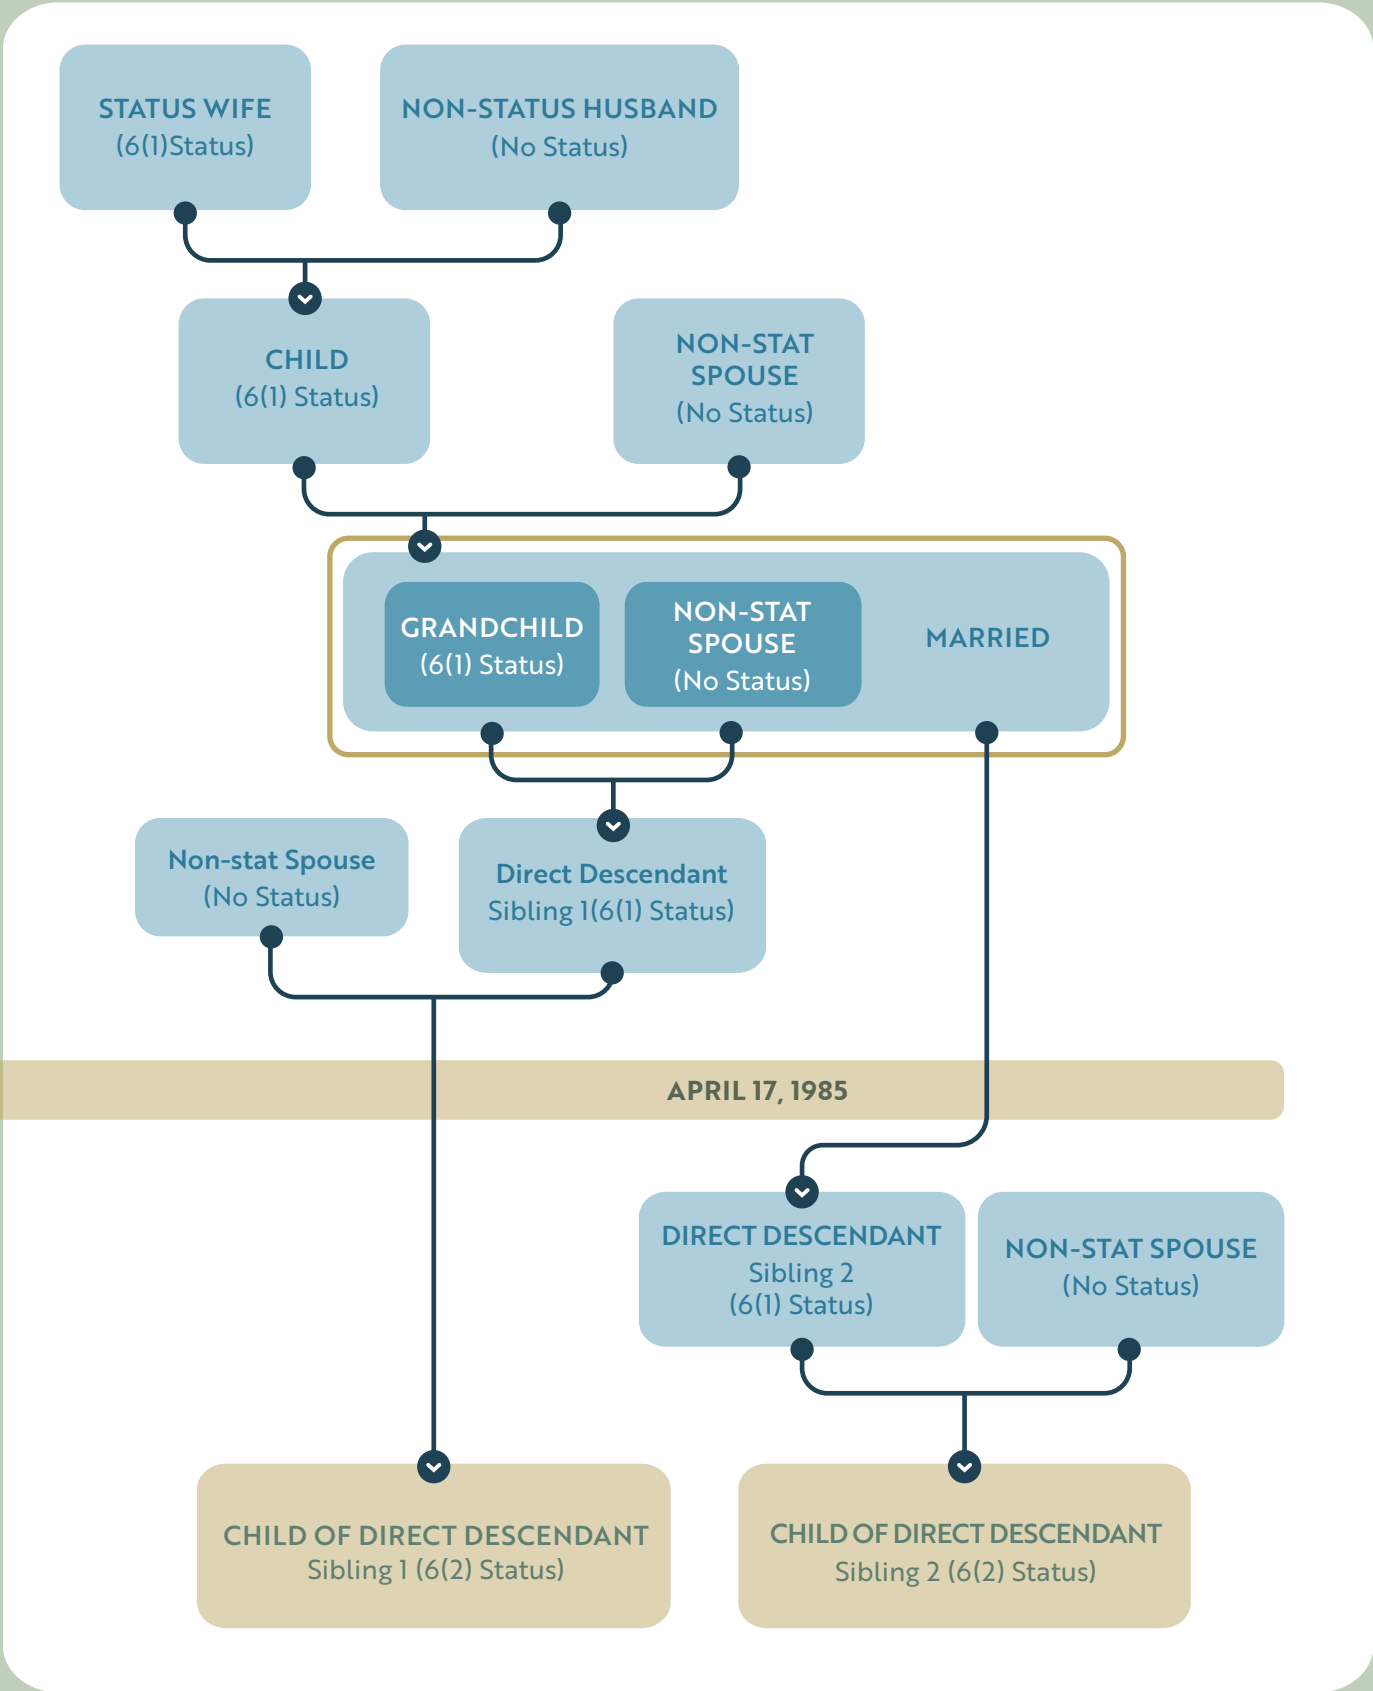 STATUS WIFE
(6(1)Status)
NON-STATUS HUSBAND
(No Status)
CHILD
(6(1) Status)
NON-STAT
SPOUSE
(No Status)
GRANDCHILD
(6(1) Status)
NON-STAT
SPOUSE
(No Status)
MARRIED
Non-stat Spouse
(No Status)
Direct Descendant
Sibling 1(6(1) Status)
APRIL 17, 1985
DIRECT DESCENDANT
Sibling 2
(6(1) Status)
NON-STAT SPOUSE
(No Status)
CHILD OF DIRECT DESCENDANT
Sibling 1 (6(2) Status)
CHILD OF DIRECT DESCENDANT
Sibling 2 (6(2) Status)